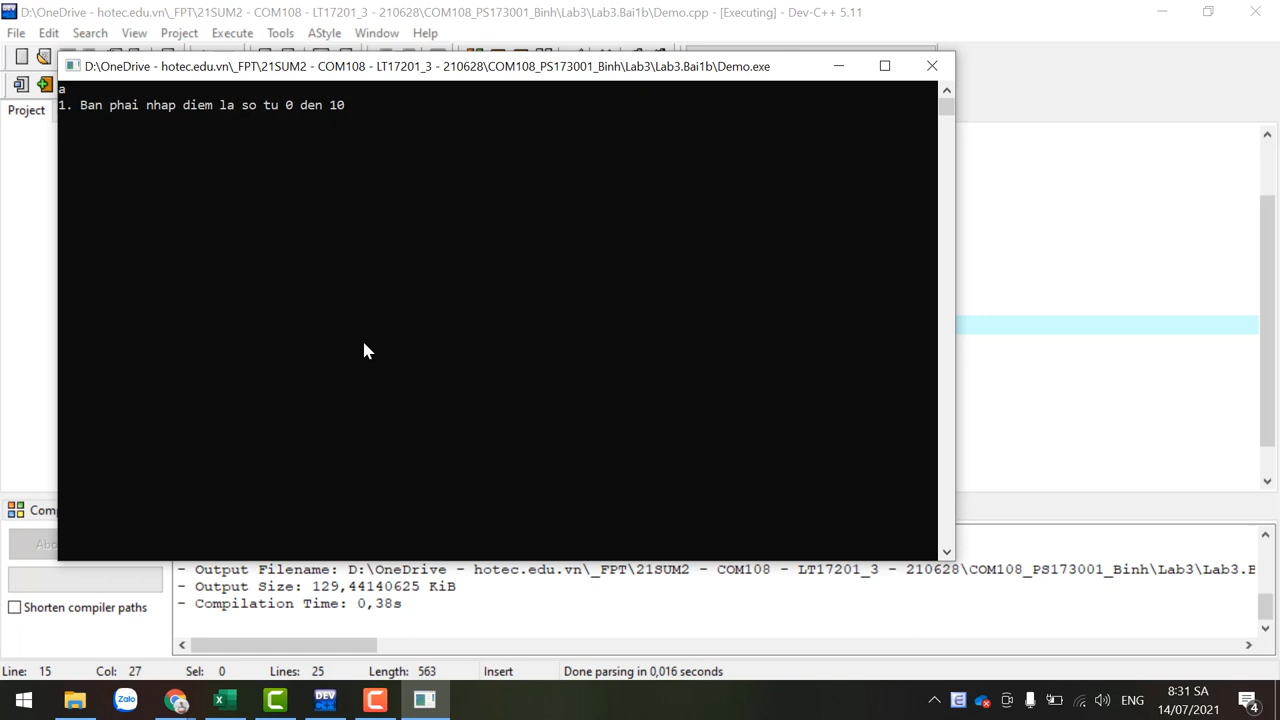 D:\OneDrive - hotec.edu.vn\_FPT\21SUM2 - COM108 - LT17201_3 - 210628\COM108_PS173001_Binh\Lab3\Lab3.Bai1b\Demo.cpp - [Executing] - Dev-C++ 5.11
File Edit Search View Project Execute Tools AStyle Window Help
D:\OneDrive - hotec.edu.vn\_FPT\21SUM2 - COM108 - LT17201_3 - 210628\COM108_PS173001_Binh\Lab3\Lab3.Bai1b\Demo.exe
a
Project
1. Ban phai nhap diem la so tu 0 den 10
Com
Abo
- Output Filename: D:\OneDrive - hotec.edu.vn\_FPT\21SUM2 - COM108 - LT17201_3 - 210628\COM108_PS173001_Binh\Lab3\Lab3.B
- Output Size: 129,44140625 KiB
- Compilation Time: 0,38s
Shorten compiler paths
Line: 15 Col: 27 Sel: 0 Lines: 25 Length: 563 Insert Done parsing in 0,016 seconds
Zalo
DEV
ENG
8:31 SA
14/07/2021
4